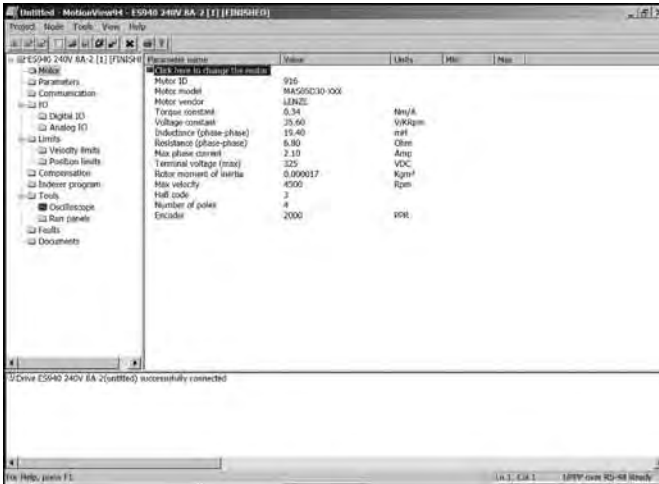 Untitled - MotionView94 - ES940 240V 8A-2 [1] [FINISHED]
Project Node Tools View Help
ES940 240V 8A-2 [1] [FINISH
Motor
Parameters
Communication
IO
Digital IO
Analog IO
Limits
Velocity limits
Position limits
Compensation
Indexer program
Tools
Oscilloscope
Run panels
Faults
Documents
Parameter name Value Units Min Max
Click here to change the motor
Motor ID 916
Motor model
Motor vendor LENZE
Torque constant 0.34 Nm/A
Voltage constant 35.60 V/KRpm
Inductance (phase-phase) 19.40 mH
Resistance (phase-phase) 6.80 Ohm
Max phase current 2.10 Amp
Terminal voltage (max) 325 VDC
Rotor moment of inertia 0.000017 Kgm²
Max velocity 4500 Rpm
Hall code 3
Number of poles 4
Encoder 2000 PPR
Drive ES940 240V 8A-2(untitled) successfully connected
For Help, press F1
Ln 1, Col 1 over Ready